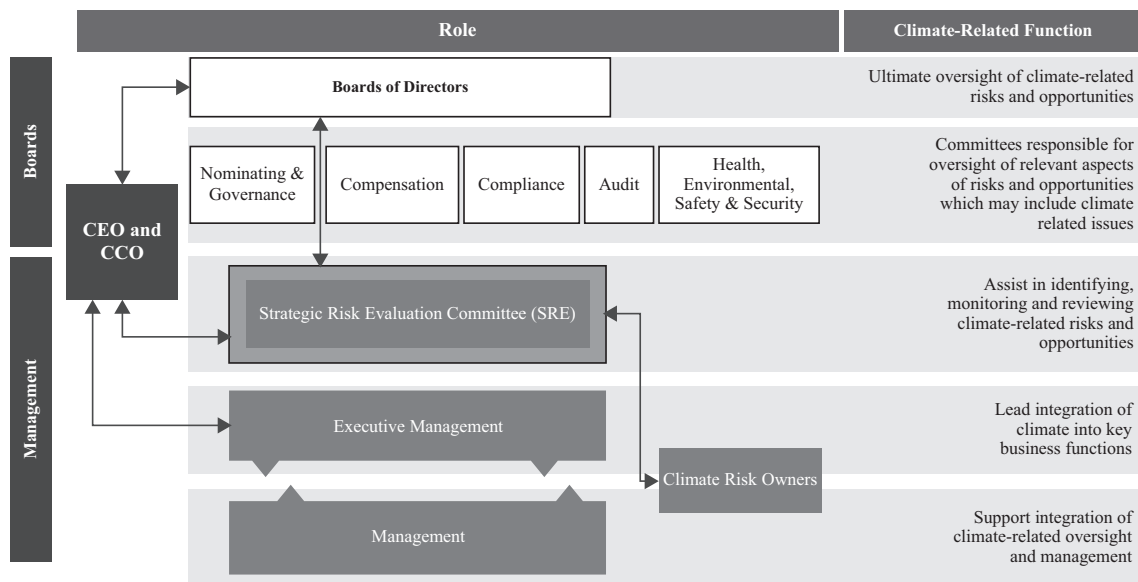 Role
Climate-Related Function
Boards
Boards of Directors
Ultimate oversight of climate-related
risks and opportunities
Nominating &
Governance
Compensation
Compliance
Audit
Health,
Environmental,
Safety & Security
Committees responsible for
oversight of relevant aspects
of risks and opportunities
which may include climate
related issues
CEO and
CCO
Management
Strategic Risk Evaluation Committee (SRE)
Assist in identifying,
monitoring and reviewing
climate-related risks and
opportunities
Executive Management
Lead integration of
climate into key
business functions
Climate Risk Owners
Management
Support integration of
climate-related oversight
and management